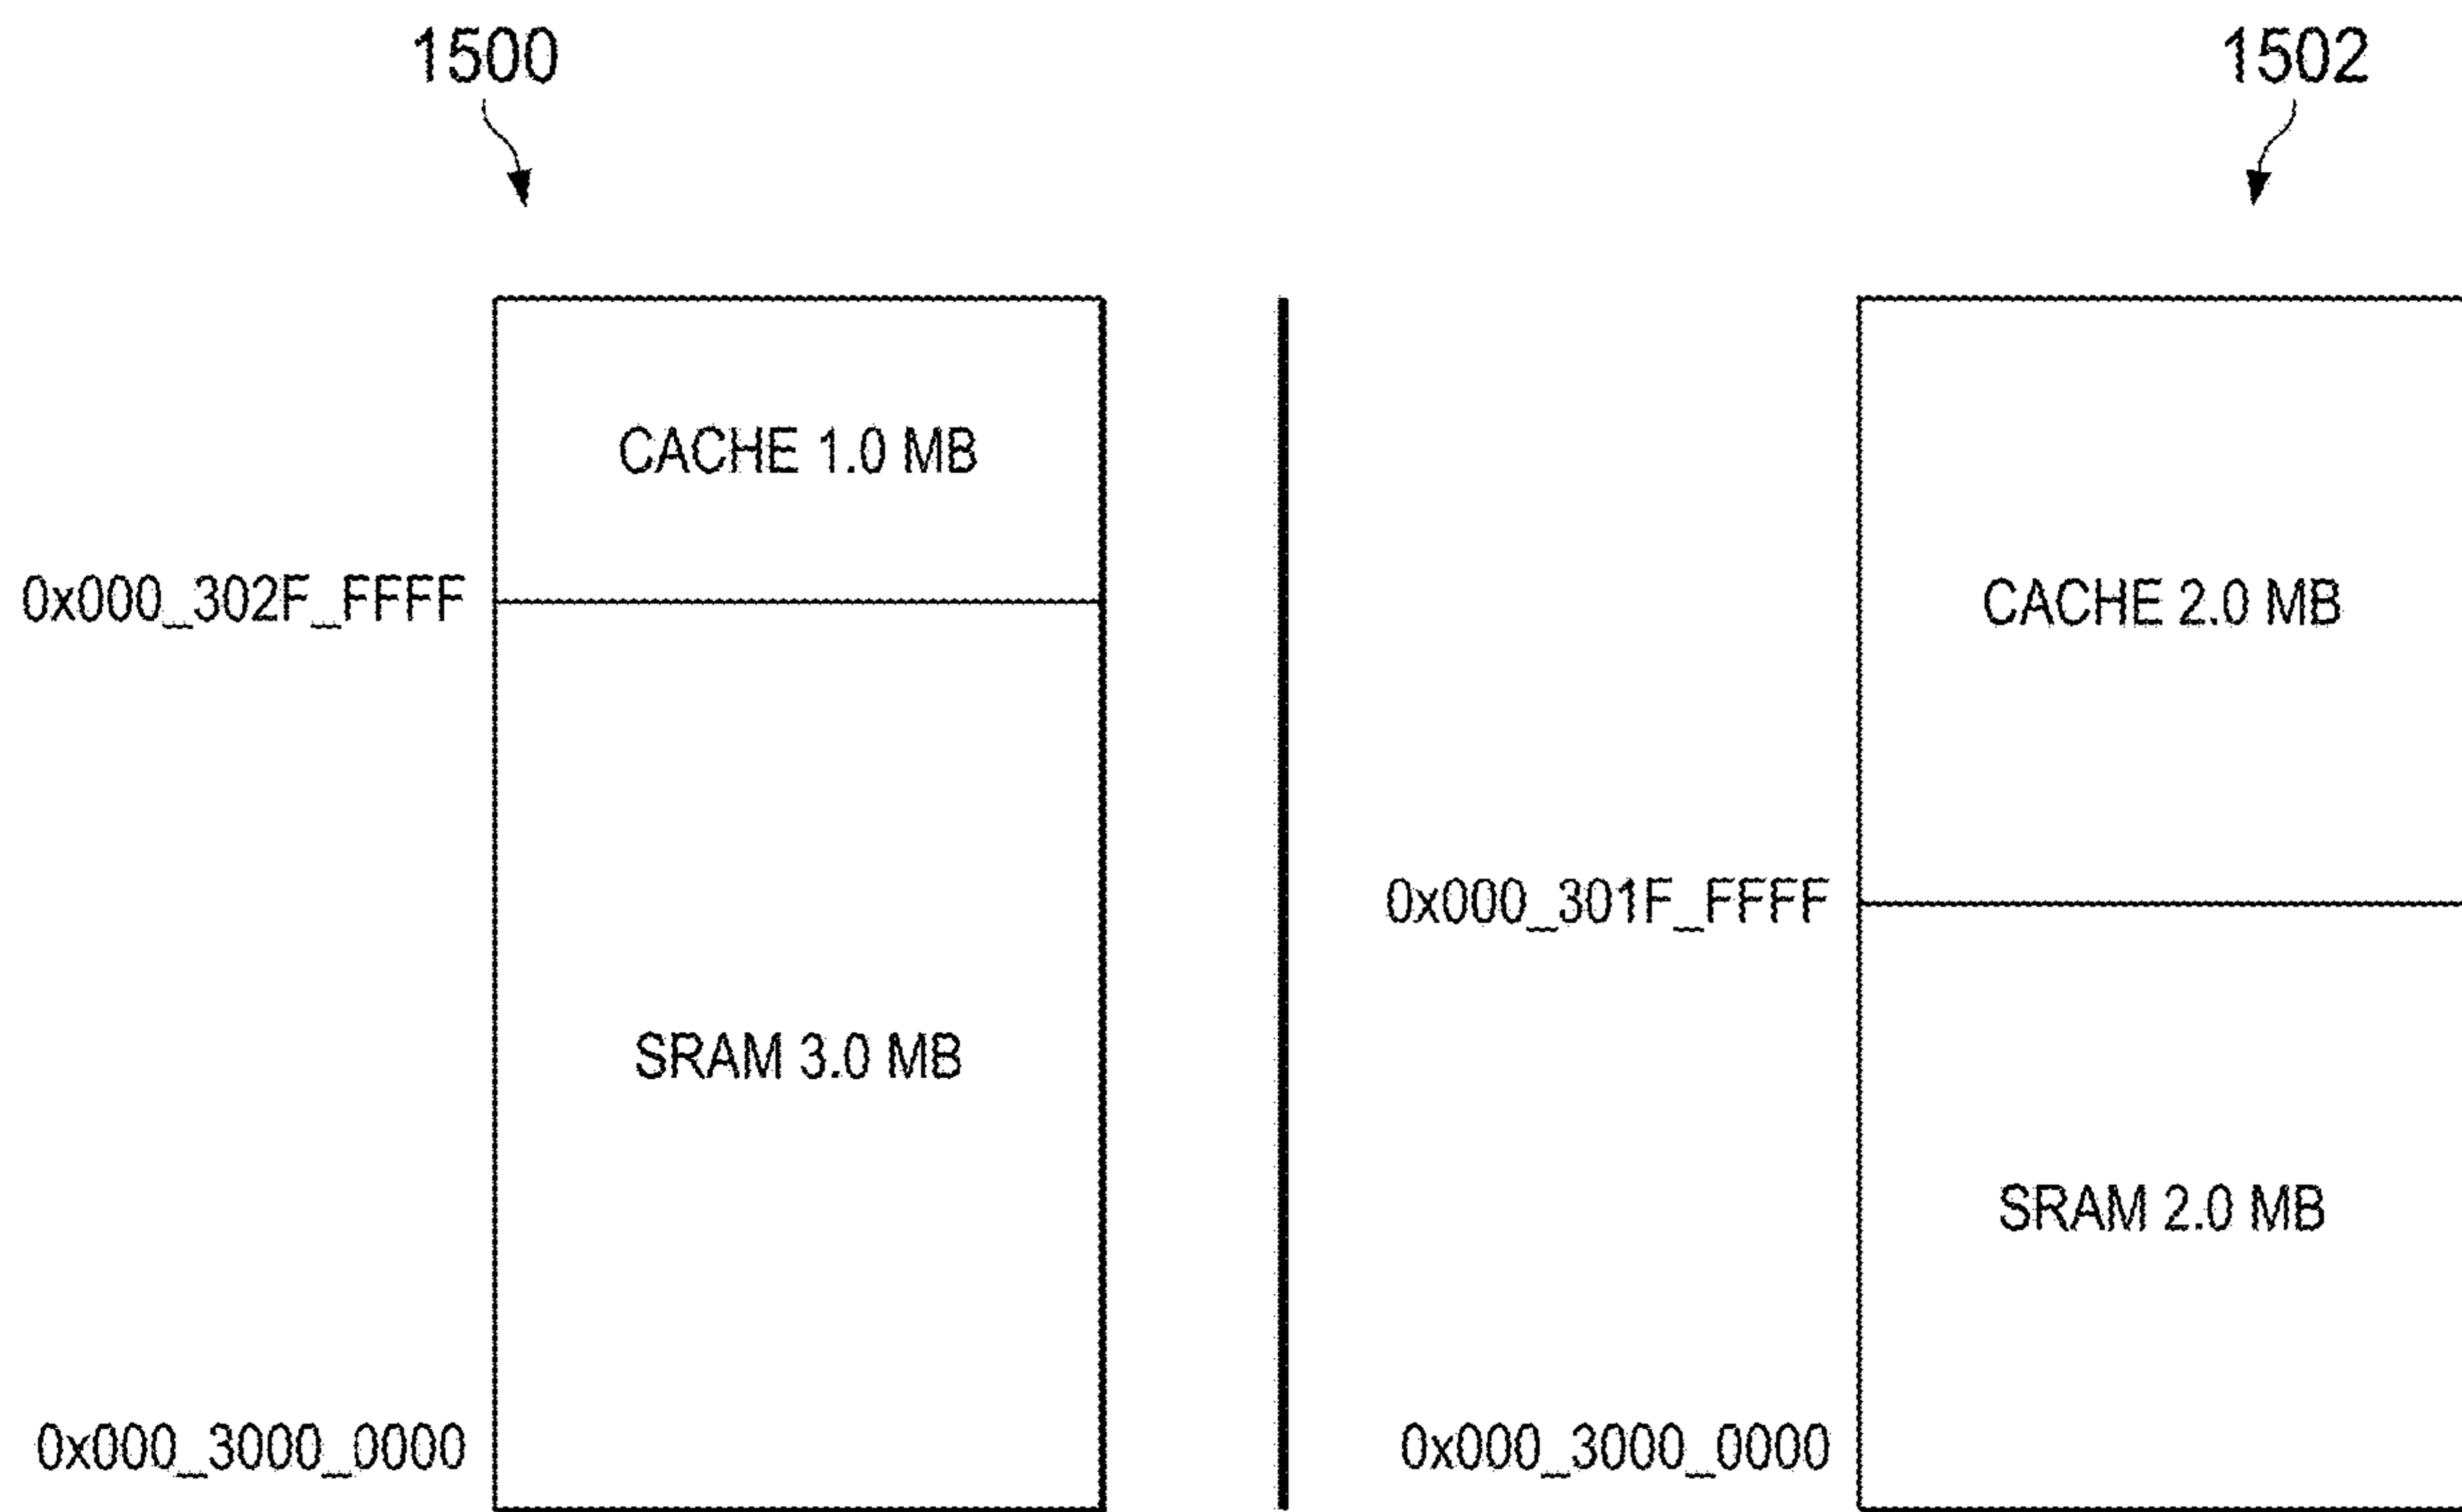 1500
CACHE 1.0 MB
0x000_302F_FFFF
SRAM 3.0 MB
0x000_3000_0000
1502
CACHE 2.0 MB
0x000_301F_FFFF
SRAM 2.0 MB
0x000_3000_0000